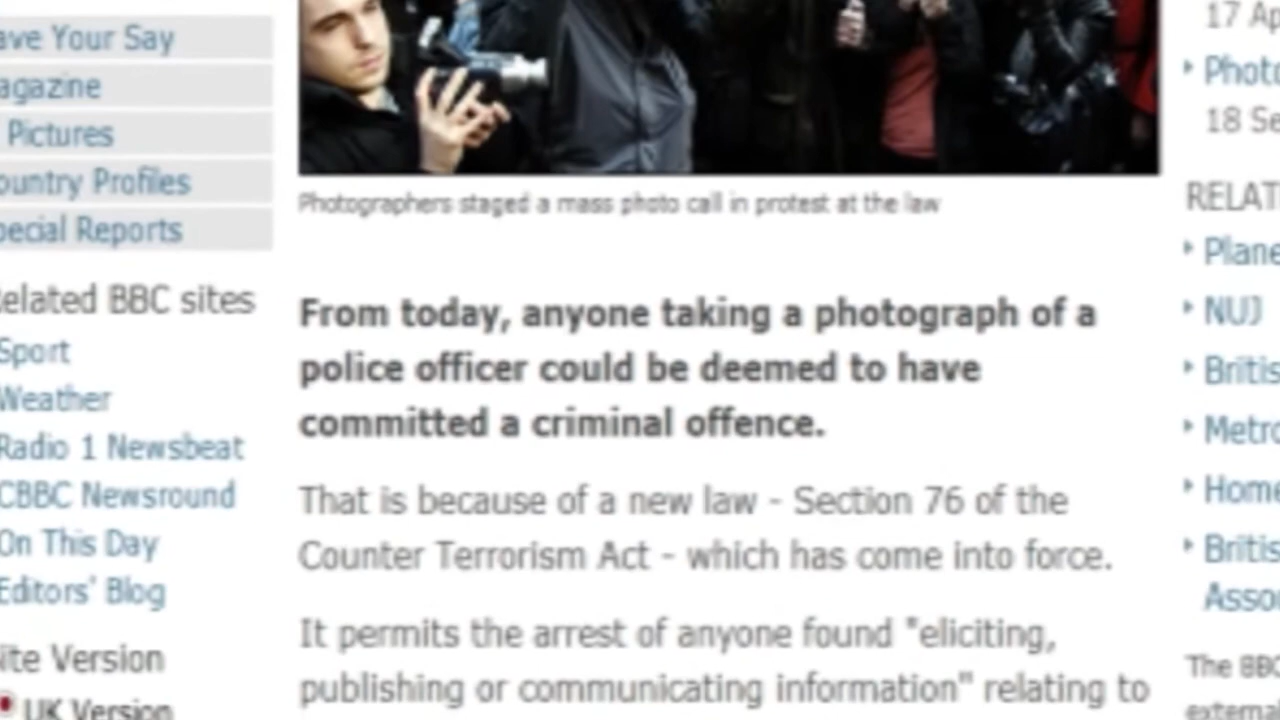 ave Your Say
agazine
Pictures
ountry Profiles
pecial Reports
elated BBC sites
Sport
Weather
Radio 1 Newsbeat
CBBC Newsround
On This Day
Editors' Blog
ite Version
UK Version
Photographers staged a mass photo call in protest at the law
From today, anyone taking a photograph of a
police officer could be deemed to have
committed a criminal offence.
That is because of a new law - Section 76 of the
Counter Terrorism Act - which has come into force.
It permits the arrest of anyone found "eliciting,
publishing or communicating information" relating to
17 Ap
Photo
18 Se
RELAT
Plane
NUJ
Britis
Metro
Home
Britis
Assoc
The BBC
external